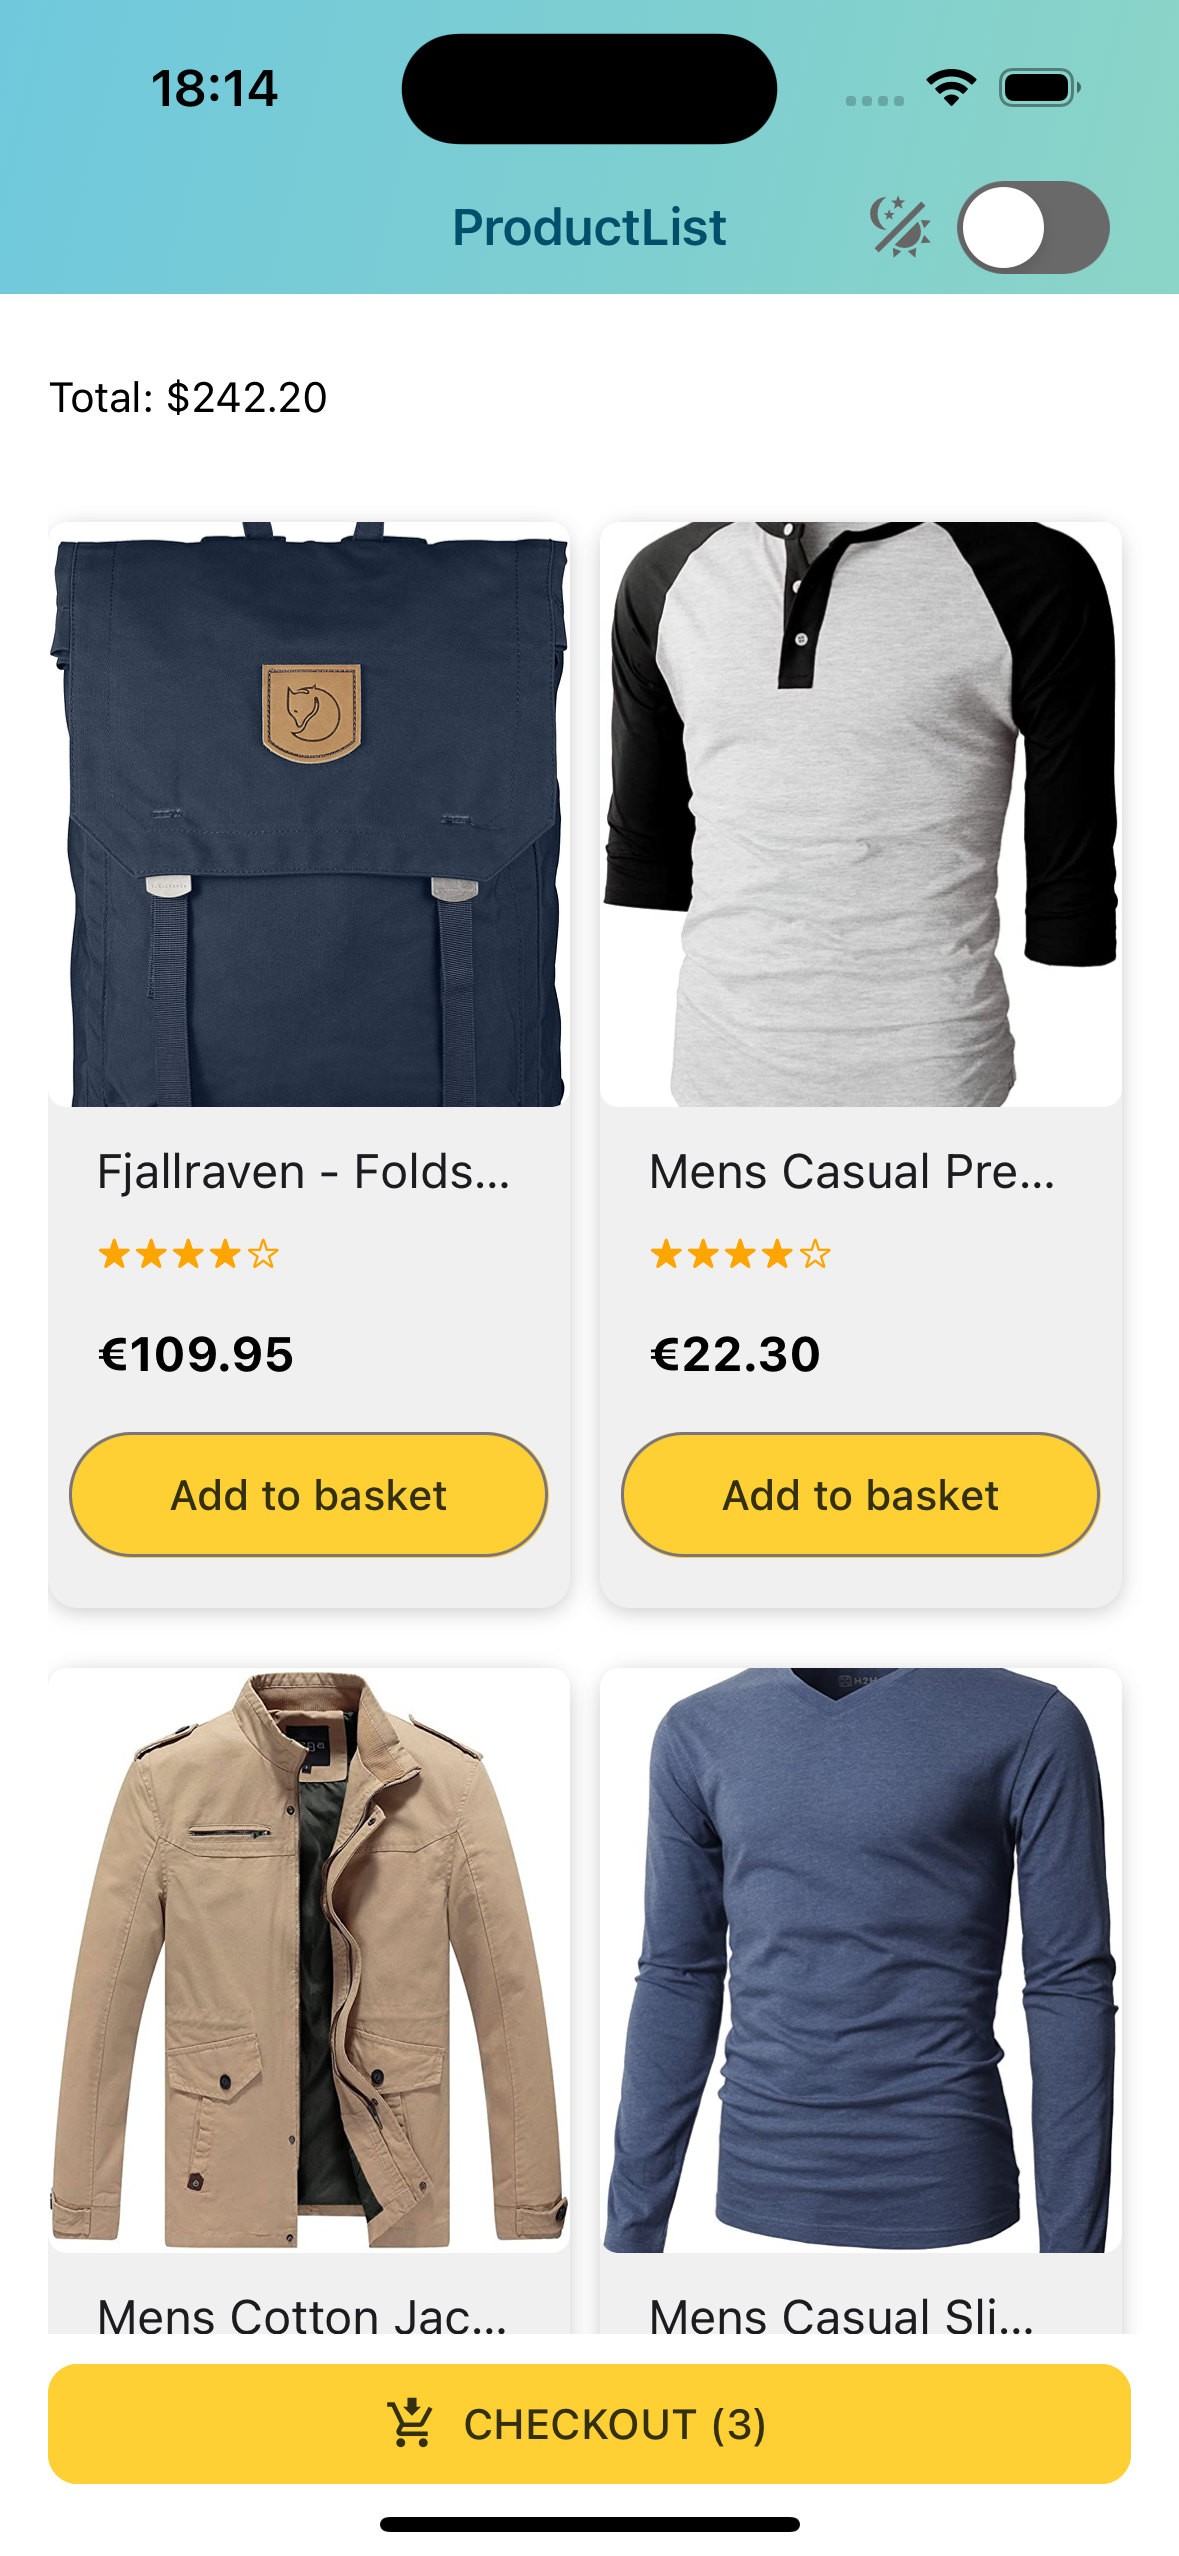 18:14
ProductList
Total: $242.20
Fjallraven - Folds...
Mens Casual Pre...
€109.95
€22.30
Add to basket
Add to basket
Mens Cotton Jac...
Mens Casual Sli...
CHECKOUT (3)